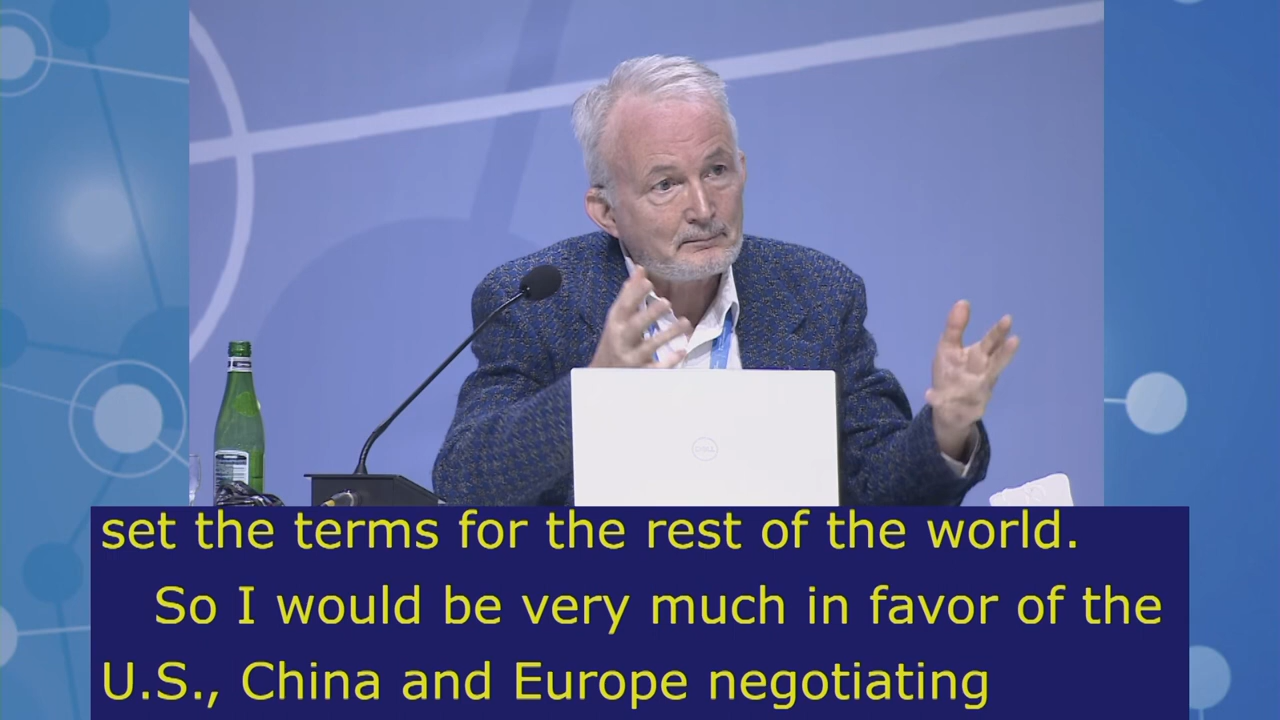 DELL
set the terms for the rest of the world.
So I would be very much in favor of the
U.S., China and Europe negotiating